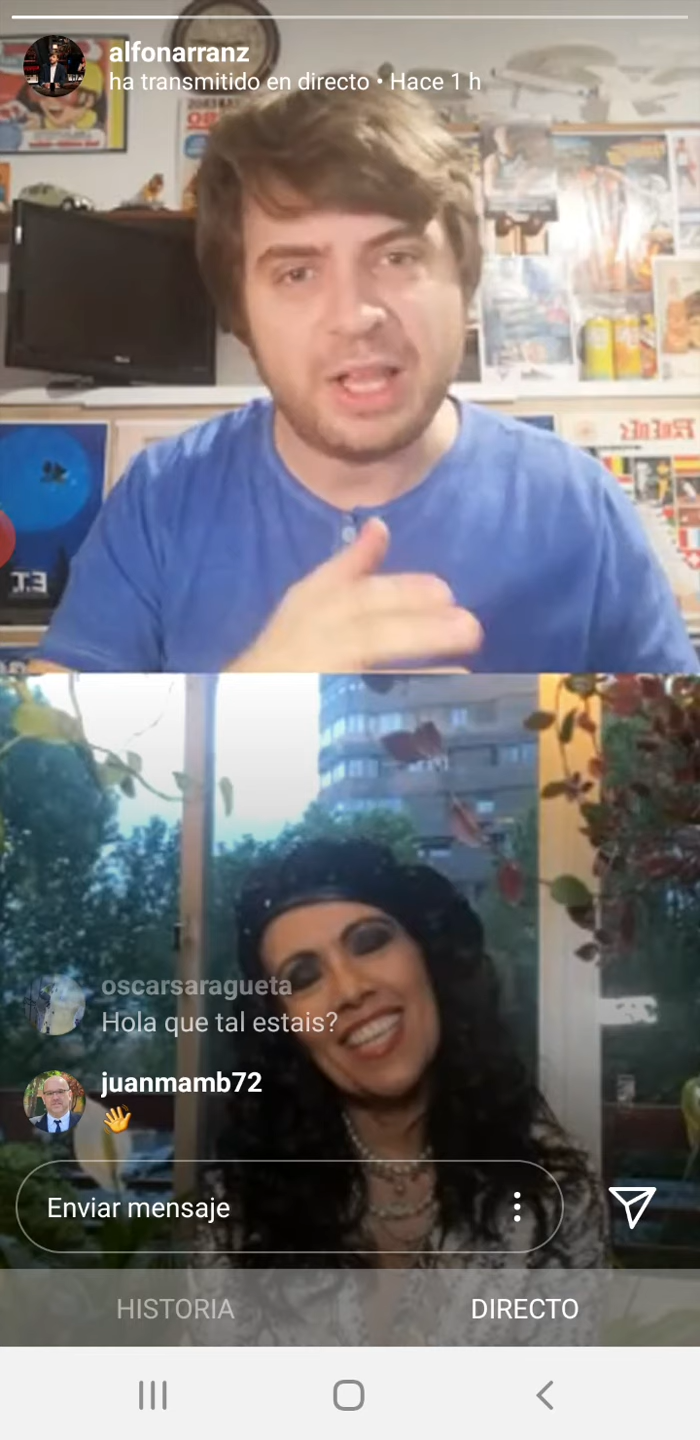 alfonarranz
ha transmitido en directo • Hace 1 h
E.T.
oscarsaragueta
Hola que tal estais?
juanmamb72
👋
Enviar mensaje
HISTORIA
DIRECTO